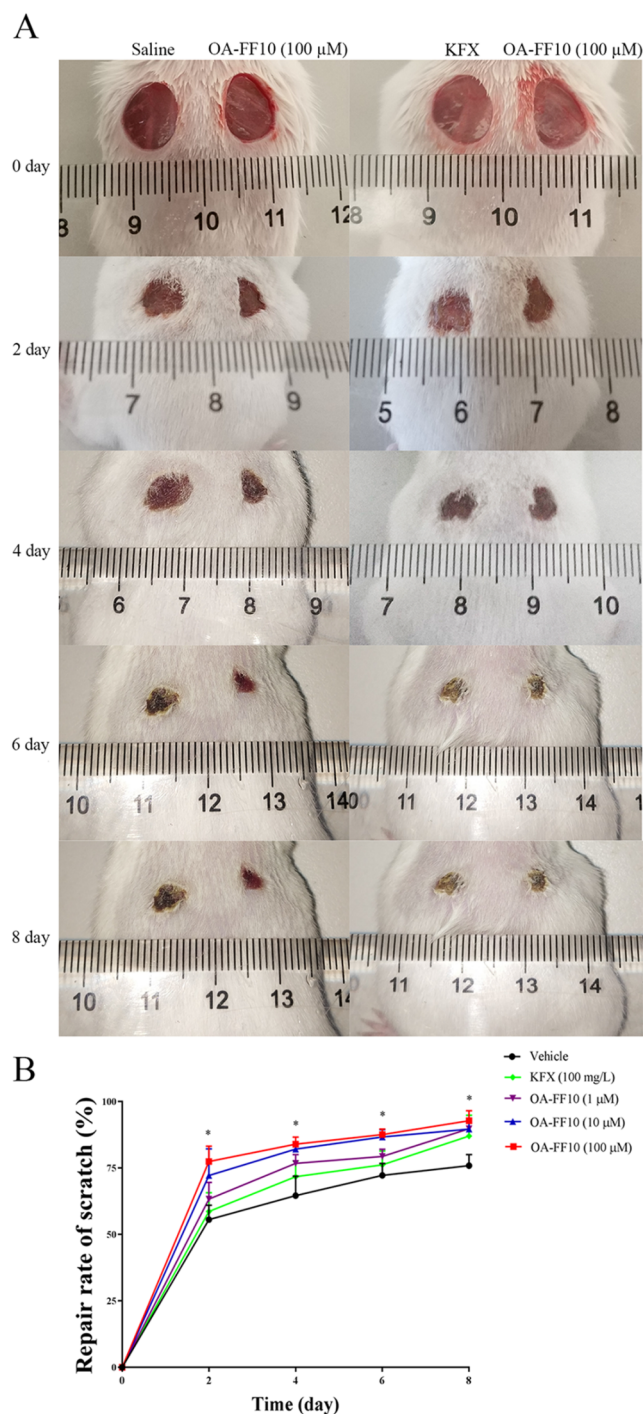 A
Saline OA-FF10 (100 µM) KFX OA-FF10 (100 µM)
0 day
8 9 10 11 12 8 9 10 11
2 day
7 8 9 5 6 7 8
4 day
6 7 8 9 7 8 9 10
6 day
10 11 12 13 14 11 12 13 14
8 day
10 11 12 13 11 12 13 14
B
Repair rate of scratch (%)
100
75
50
25
0
* * * *
0 2 4 6 8
Time (day)
Vehicle
KFX (100 mg/L)
OA-FF10 (1 µM)
OA-FF10 (10 µM)
OA-FF10 (100 µM)